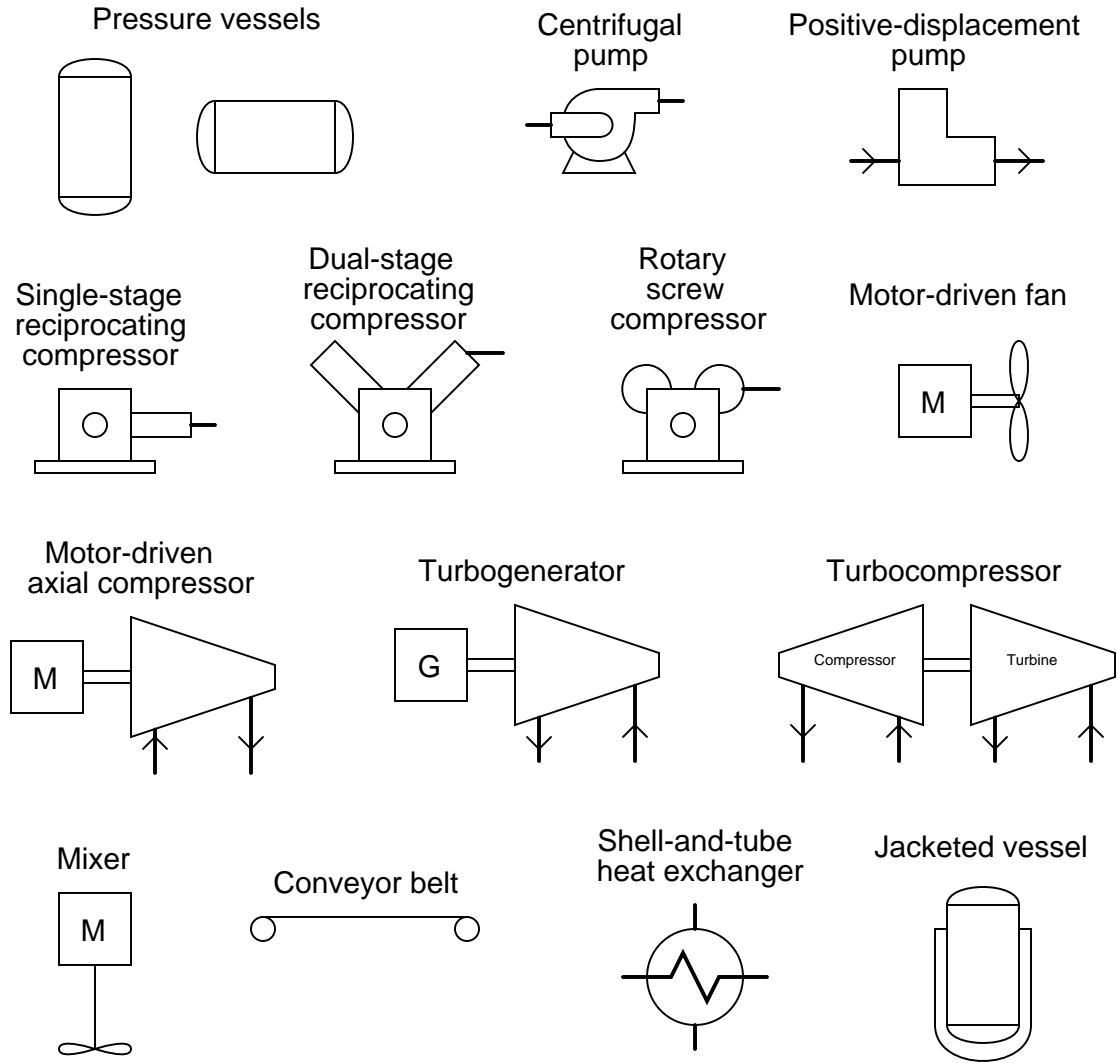 Pressure vessels
Centrifugal
pump
Positive-displacement
pump
Single-stage
reciprocating
compressor
Dual-stage
reciprocating
compressor
Rotary
screw
compressor
Motor-driven fan
M
Motor-driven
axial compressor
M
Turbogenerator
G
Turbocompressor
Compressor
Turbine
Mixer
M
Conveyor belt
Shell-and-tube
heat exchanger
Jacketed vessel